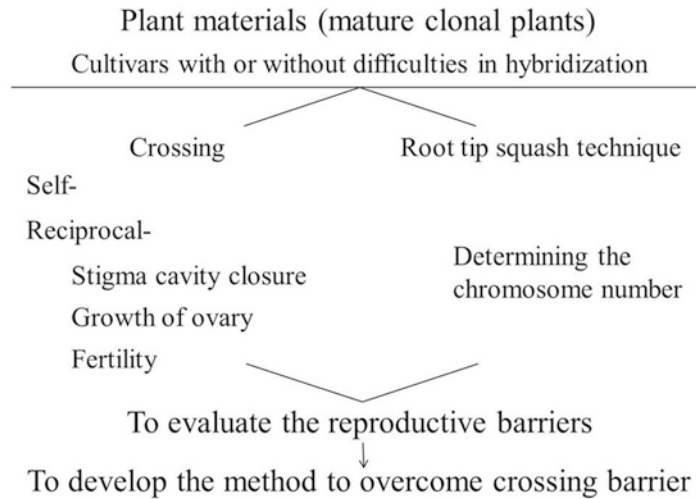 Plant materials (mature clonal plants)
Cultivars with or without difficulties in hybridization
Crossing
Root tip squash technique
Self-
Reciprocal-
Stigma cavity closure
Growth of ovary
Fertility
Determining the
chromosome number
To evaluate the reproductive barriers
To develop the method to overcome crossing barrier